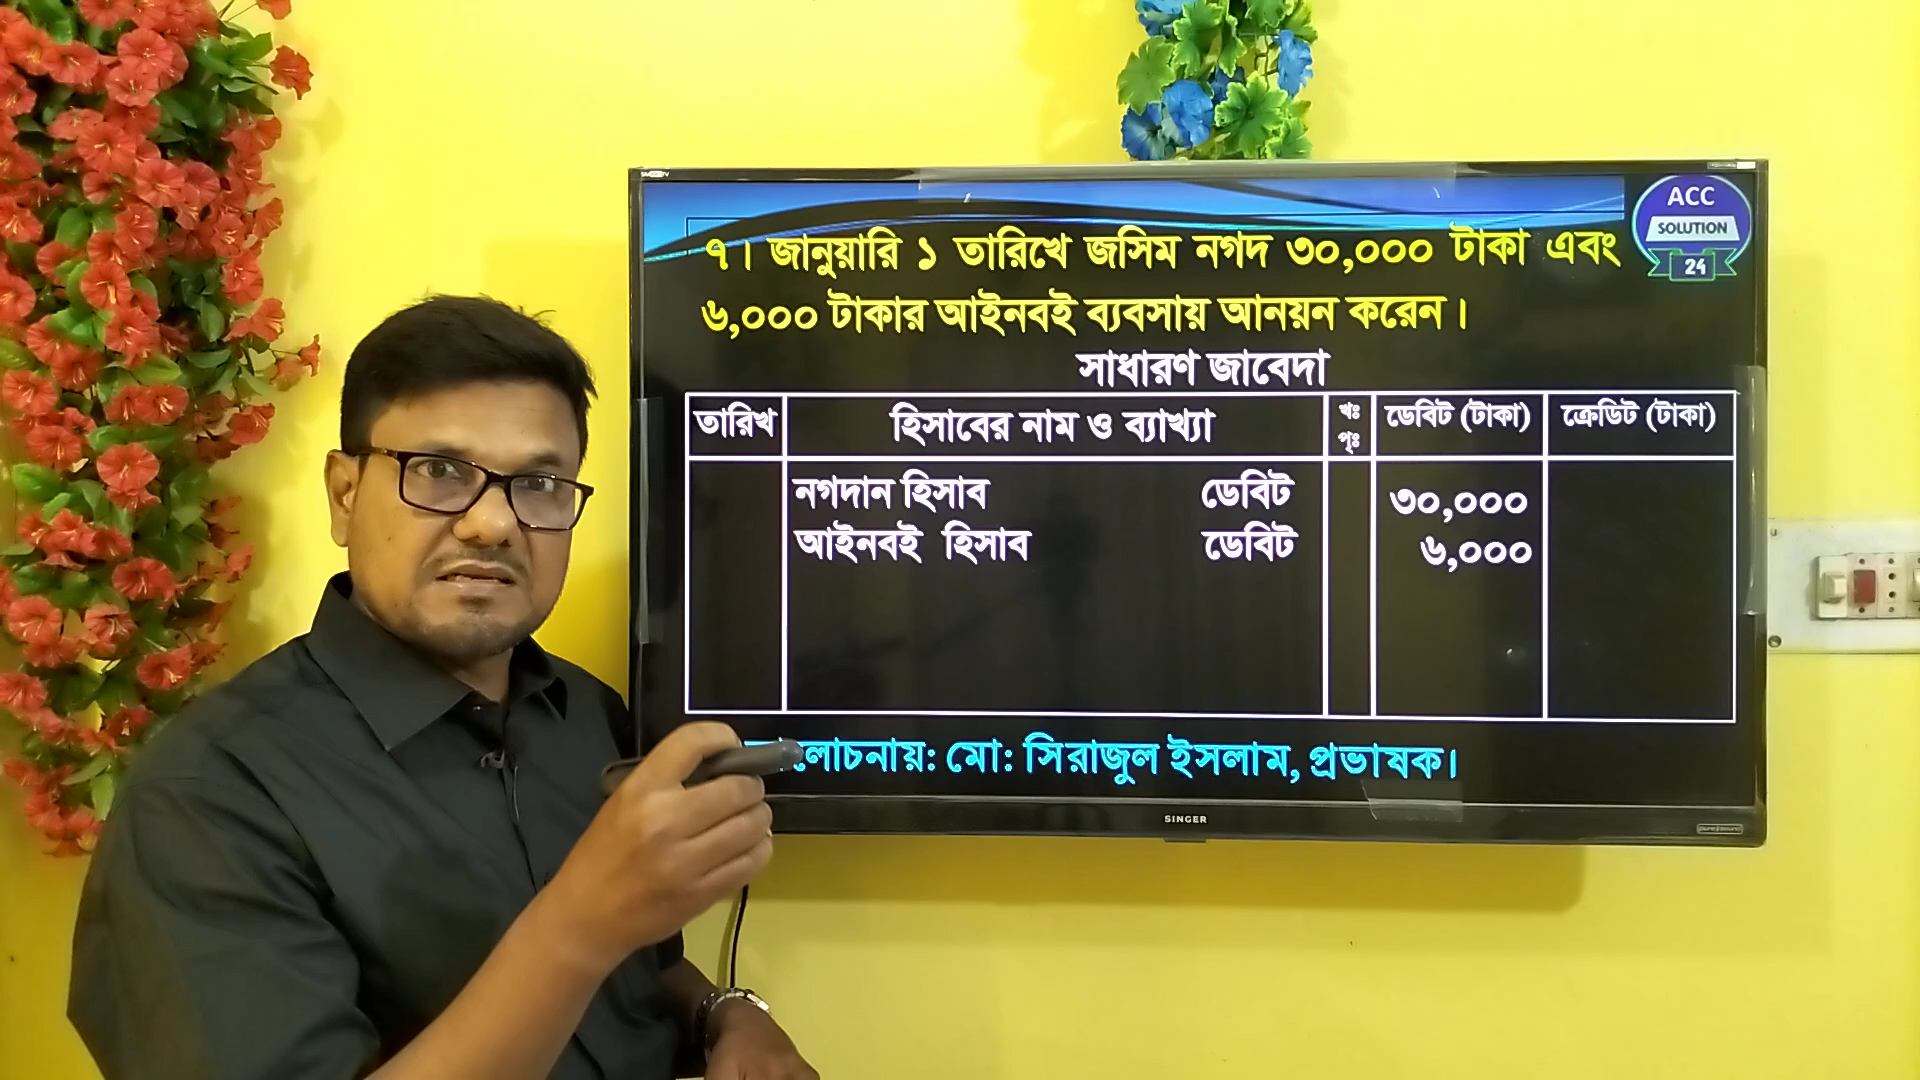 ACC
SOLUTION
24
৭। জানুয়ারি ১ তারিখে জসিম নগদ ৩০,০০০ টাকা এবং
৬,০০০ টাকার আইনবই ব্যবসায় আনয়ন করেন।
সাধারণ জাবেদা
তারিখ হিসাবের নাম ও ব্যাখ্যা খঃ পৃঃ ডেবিট (টাকা) ক্রেডিট (টাকা)
নগদান হিসাব ডেবিট ৩০,০০০
আইনবই হিসাব ডেবিট ৬,০০০
মো: সিরাজুল ইসলাম, প্রভাষক।
SINGER